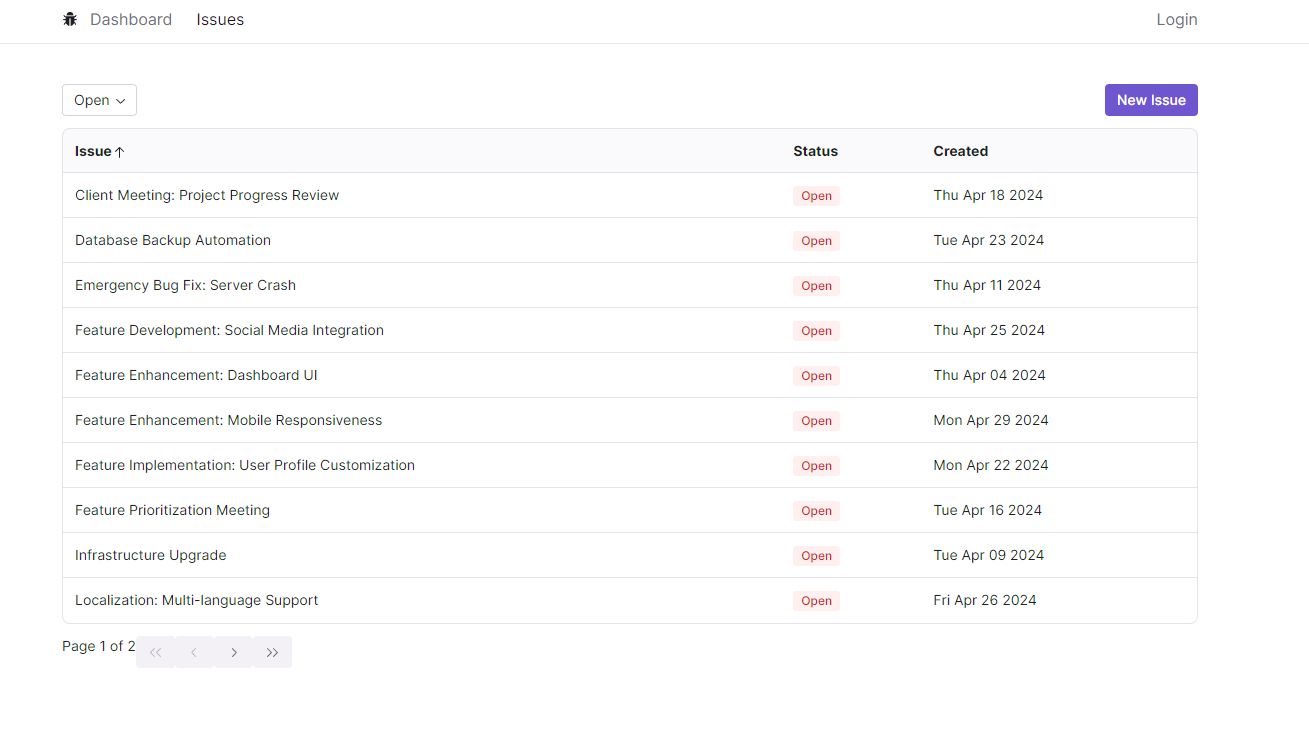 Dashboard Issues Login
Open New Issue
Issue Status Created
Client Meeting: Project Progress Review Open Thu Apr 18 2024
Database Backup Automation Open Tue Apr 23 2024
Emergency Bug Fix: Server Crash Open Thu Apr 11 2024
Feature Development: Social Media Integration Open Thu Apr 25 2024
Feature Enhancement: Dashboard UI Open Thu Apr 04 2024
Feature Enhancement: Mobile Responsiveness Open Mon Apr 29 2024
Feature Implementation: User Profile Customization Open Mon Apr 22 2024
Feature Prioritization Meeting Open Tue Apr 16 2024
Infrastructure Upgrade Open Tue Apr 09 2024
Localization: Multi-language Support Open Fri Apr 26 2024
Page 1 of 2